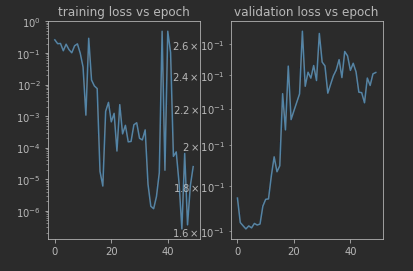 training loss vs epoch
validation loss vs epoch
10⁰
10⁻¹
10⁻²
10⁻³
10⁻⁴
10⁻⁵
10⁻⁶
0
20
40
2.6 × 10⁻¹
2.4 × 10⁻¹
2.2 × 10⁻¹
2 × 10⁻¹
1.8 × 10⁻¹
1.6 × 10⁻¹
0
20
40